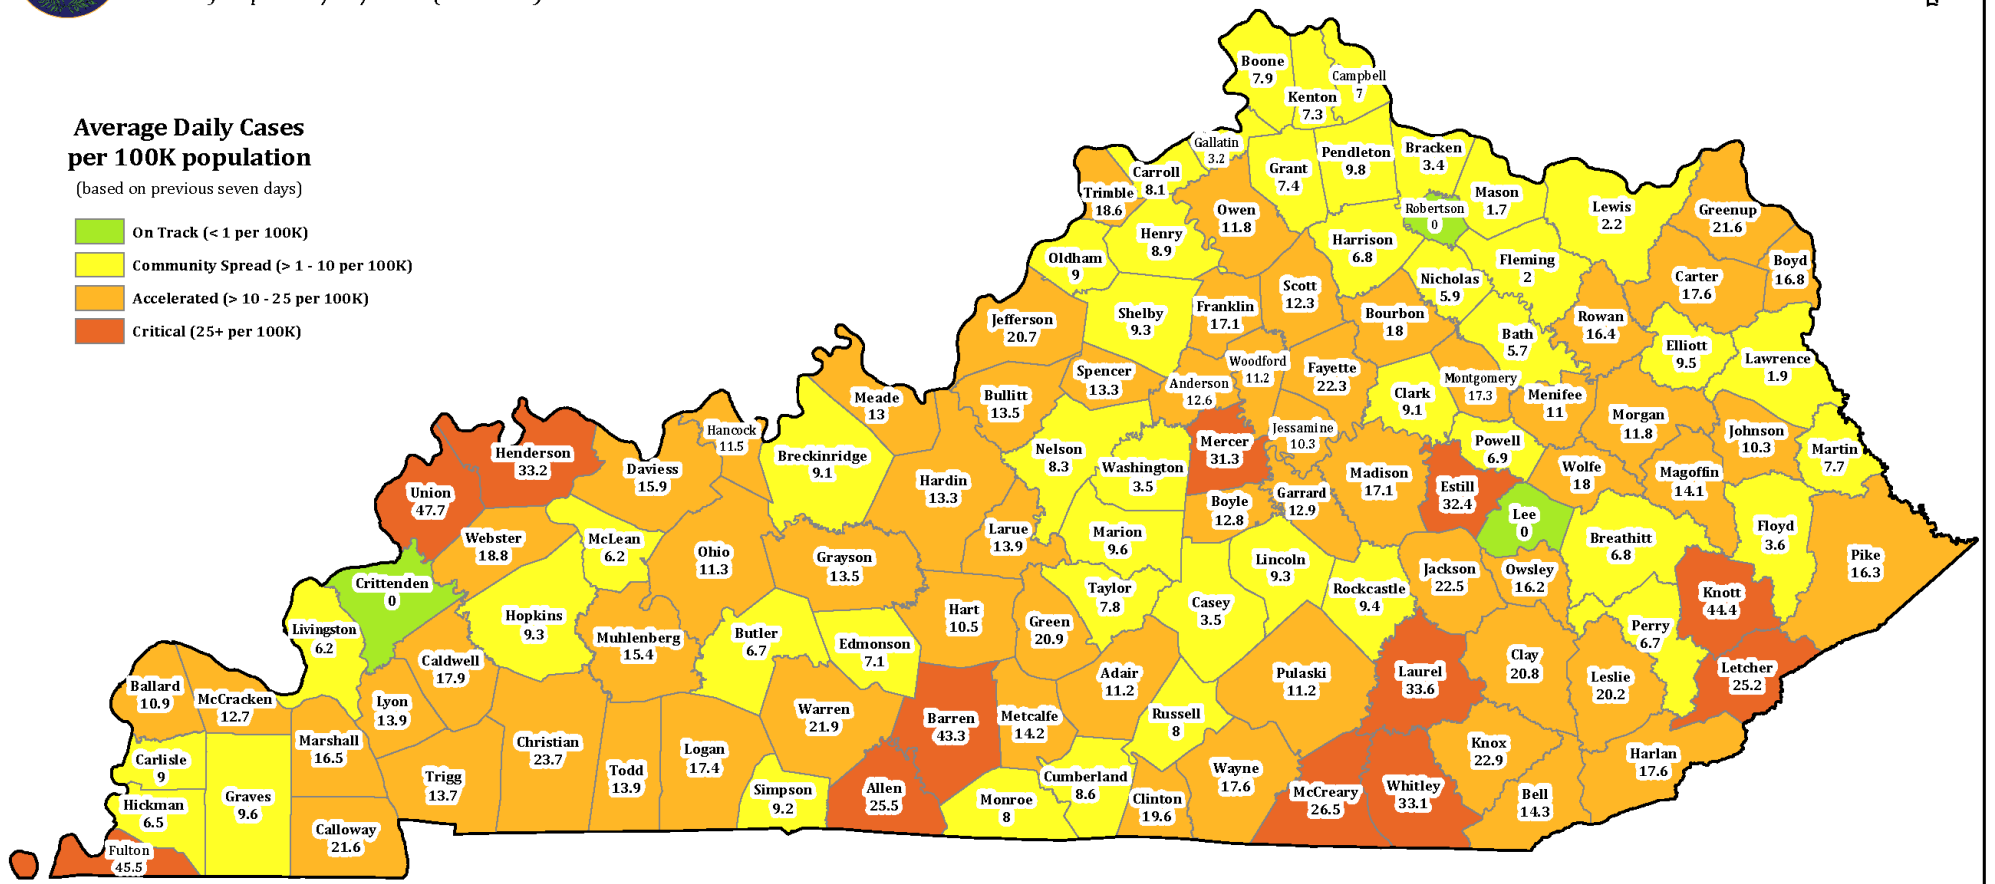 Average Daily Cases
per 100K population
(based on previous seven days)
On Track (< 1 per 100K)
Community Spread (> 1 - 10 per 100K)
Accelerated (> 10 - 25 per 100K)
Critical (25+ per 100K)
Boone
7.9
Kenton
7.3
Campbell
7
Gallatin
3.2
Carroll
8.1
Trimble
18.6
Grant
7.4
Pendleton
9.8
Bracken
3.4
Mason
1.7
Robertson
0
Lewis
2.2
Greenup
21.6
Boyd
16.8
Carter
17.6
Owen
11.8
Henry
8.9
Oldham
9
Harrison
6.8
Nicholas
5.9
Fleming
2
Rowan
16.4
Elliott
9.5
Lawrence
1.9
Jefferson
20.7
Shelby
9.3
Franklin
17.1
Scott
12.3
Bourbon
18
Bath
5.7
Spencer
13.3
Anderson
12.6
Woodford
11.2
Fayette
22.3
Clark
9.1
Montgomery
17.3
Menifee
11
Morgan
11.8
Johnson
10.3
Martin
7.7
Meade
13
Bullitt
13.5
Nelson
8.3
Washington
3.5
Mercer
31.3
Jessamine
10.3
Madison
17.1
Estill
32.4
Powell
6.9
Wolfe
18
Magoffin
14.1
Hancock
11.5
Breckinridge
9.1
Hardin
13.3
Henderson
33.2
Daviess
15.9
Union
47.7
Webster
18.8
McLean
6.2
Ohio
11.3
Grayson
13.5
Larue
13.9
Marion
9.6
Boyle
12.8
Garrard
12.9
Lincoln
9.3
Rockcastle
9.4
Jackson
22.5
Lee
0
Owsley
16.2
Breathitt
6.8
Floyd
3.6
Pike
16.3
Knott
44.4
Perry
6.7
Letcher
25.2
Crittenden
0
Livingston
6.2
Hopkins
9.3
Muhlenberg
15.4
Butler
6.7
Edmonson
7.1
Hart
10.5
Green
20.9
Taylor
7.8
Casey
3.5
Caldwell
17.9
Lyon
13.9
Ballard
10.9
McCracken
12.7
Carlisle
9
Hickman
6.5
Fulton
45.5
Graves
9.6
Marshall
16.5
Calloway
21.6
Trigg
13.7
Christian
23.7
Todd
13.9
Logan
17.4
Warren
21.9
Simpson
9.2
Allen
25.5
Barren
43.3
Metcalfe
14.2
Adair
11.2
Russell
8
Monroe
8
Cumberland
8.6
Clinton
19.6
Wayne
17.6
Pulaski
11.2
Laurel
33.6
McCreary
26.5
Whitley
33.1
Clay
20.8
Leslie
20.2
Knox
22.9
Bell
14.3
Harlan
17.6